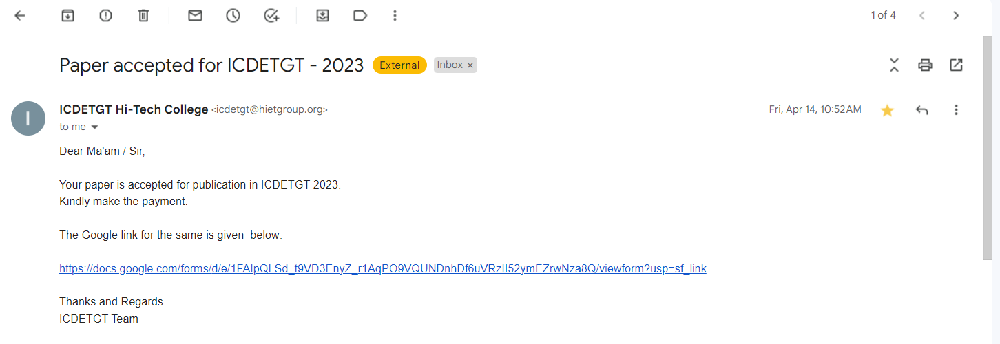 1 of 4
Paper accepted for ICDETGT - 2023 External Inbox ×
I
ICDETGT Hi-Tech College <icdetgt@hietgroup.org> Fri, Apr 14, 10:52AM
to me
Dear Ma'am / Sir,
Your paper is accepted for publication in ICDETGT-2023.
Kindly make the payment.
The Google link for the same is given  below:
https://docs.google.com/forms/d/e/1FAIpQLSd_t9VD3EnyZ_r1AqPO9VQUNDnhDf6uVRzII52ymEZrwNza8Q/viewform?usp=sf_link.
Thanks and Regards
ICDETGT Team